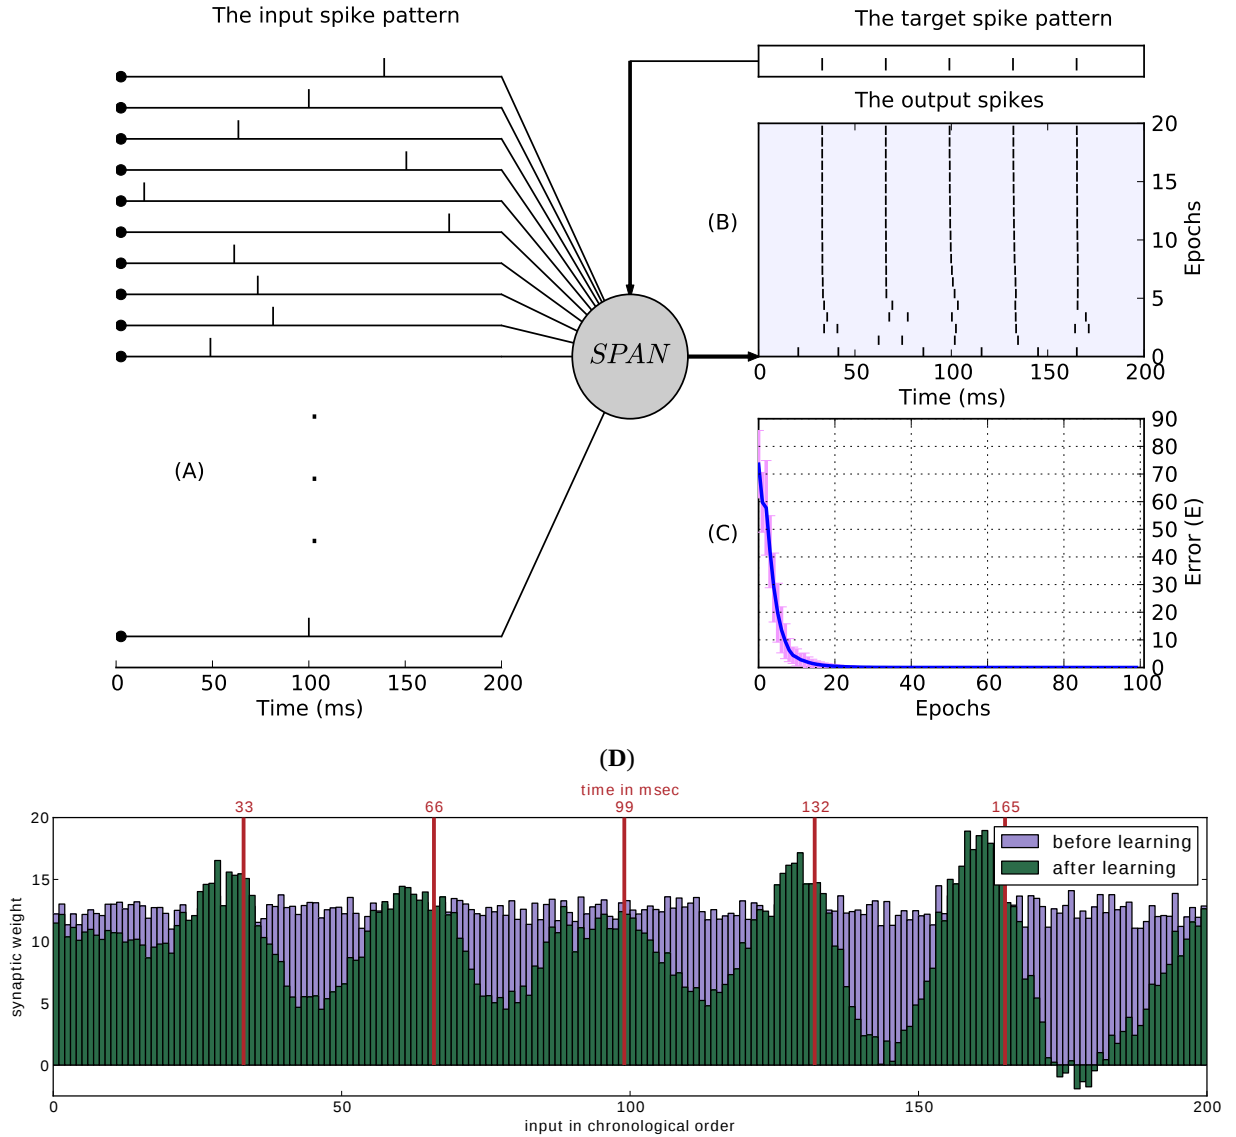 The input spike pattern
The target spike pattern
The output spikes
20
15
10
5
0
Epochs
(B)
0 50 100 150 200
Time (ms)
SPAN
(A)
0 50 100 150 200
Time (ms)
90
80
70
60
50
40
30
20
10
0
Error (E)
(C)
0 20 40 60 80 100
Epochs
(D)
time in msec
33 66 99 132 165
20
15
10
5
0
synaptic weight
before learning
after learning
0 50 100 150 200
input in chronological order